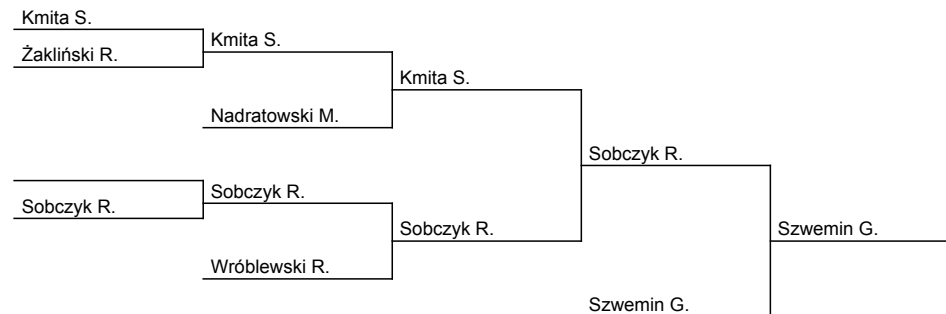 Kmita S.
Żakliński R.
Kmita S.
Kmita S.
Nadratowski M.
Sobczyk R.
Sobczyk R.
Sobczyk R.
Sobczyk R.
Szwemin G.
Wróblewski R.
Szwemin G.